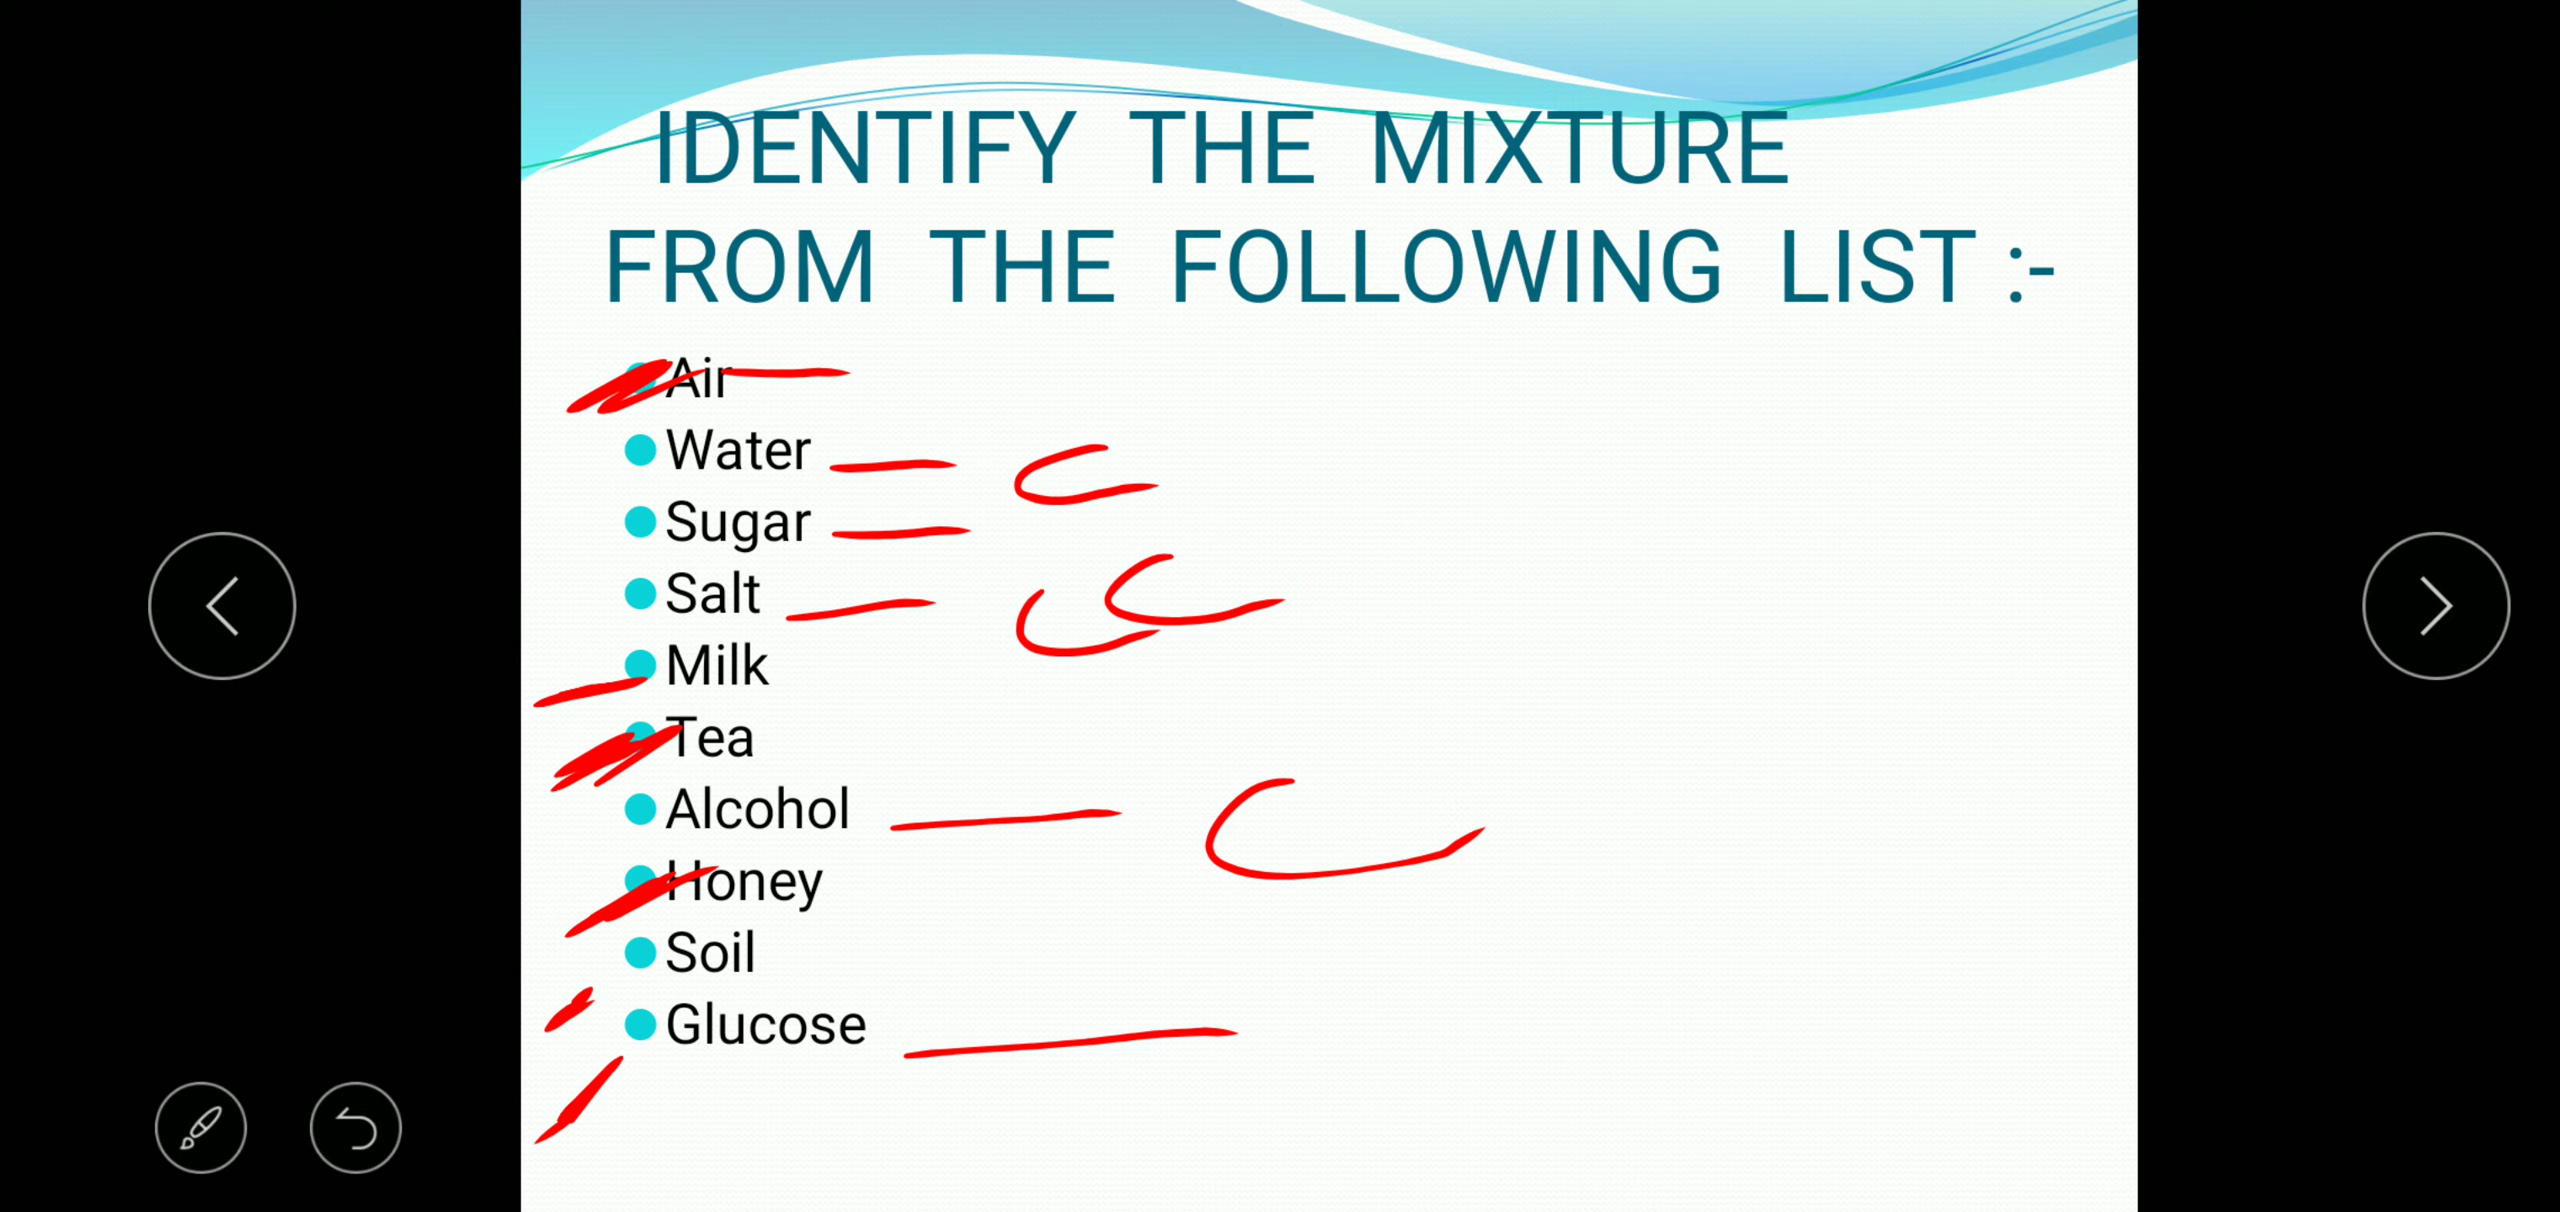 IDENTIFY THE MIXTURE
FROM THE FOLLOWING LIST :-
Air
Water C
Sugar
C
Salt C
Milk
Tea
Alcohol C
Honey
Soil
Glucose